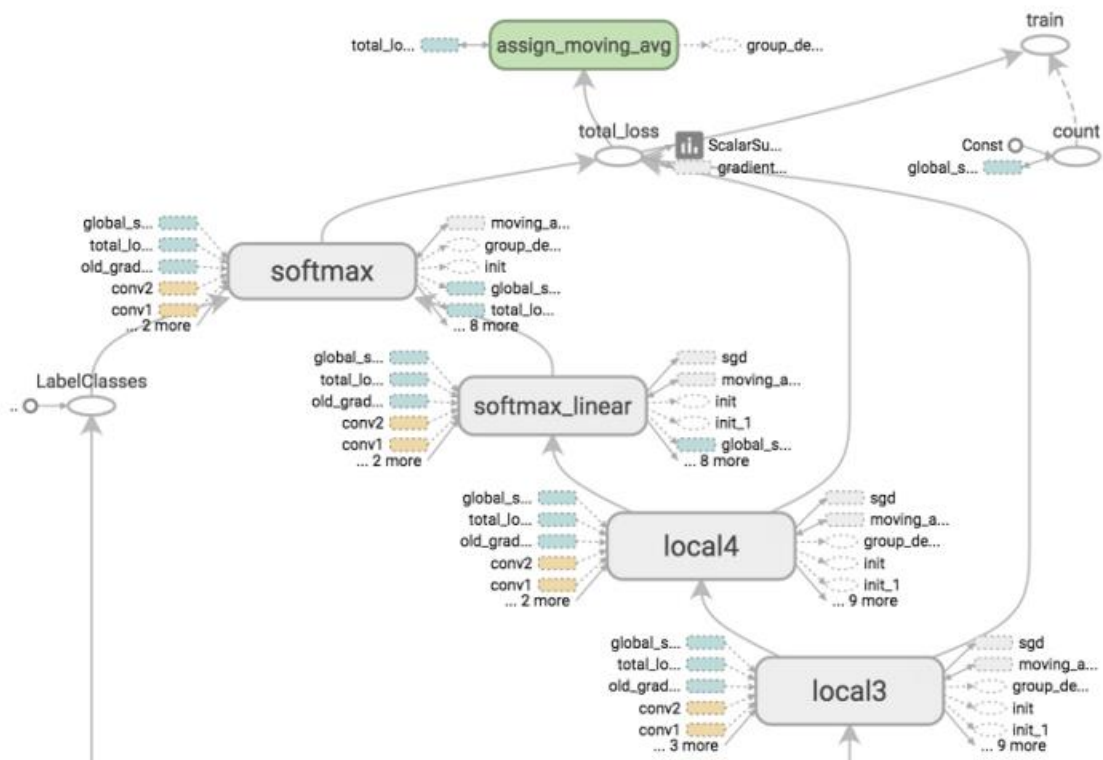 train
total_lo...
assign_moving_avg
group_de...
total_loss
ScalarSu...
gradient...
Const
count
global_s...
global_s...
total_lo...
old_grad...
conv2
conv1
... 2 more
softmax
moving_a...
group_de...
init
global_s...
total_lo...
... 8 more
LabelClasses
..
global_s...
total_lo...
old_grad...
conv2
conv1
... 2 more
softmax_linear
sgd
moving_a...
init
init_1
global_s...
... 8 more
global_s...
total_lo...
old_grad...
conv2
conv1
... 2 more
local4
sgd
moving_a...
group_de...
init
init_1
... 9 more
global_s...
total_lo...
old_grad...
conv2
conv1
... 3 more
local3
sgd
moving_a...
group_de...
init
init_1
... 9 more